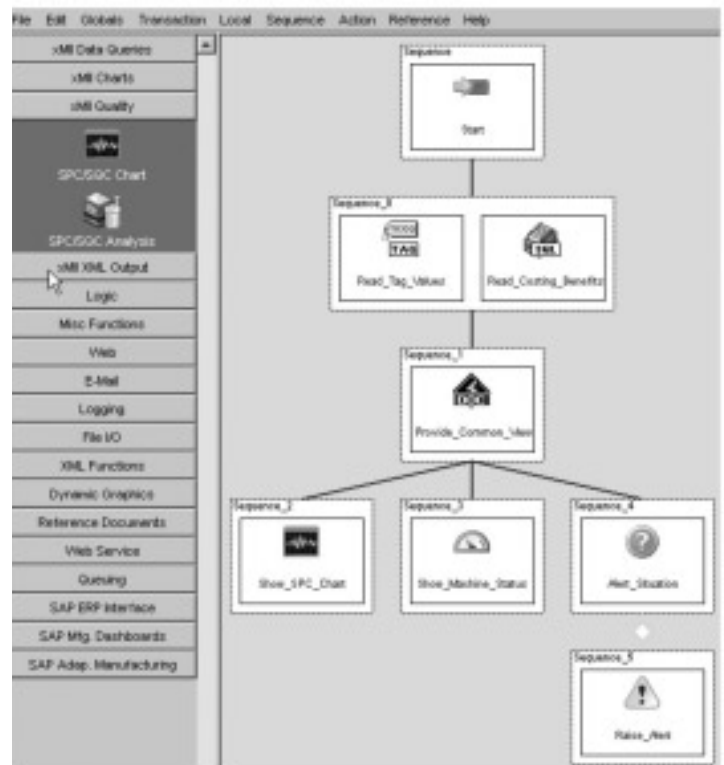 File Edit Globals Transaction Local Sequence Action Reference Help
xMII Data Queries
xMII Charts
xMII Quality
SPC/SQC Chart
SPC/SQC Analysis
xMII XML Output
Logic
Misc Functions
Web
E-Mail
Logging
File I/O
XML Functions
Dynamic Graphics
Reference Documents
Web Service
Queuing
SAP ERP Interface
SAP Mfg. Dashboards
SAP Adap. Manufacturing
Sequence
Start
Sequence_0
TAG
XML
Read_Tag_Values
Read_Costing_Benefits
Sequence_1
Provide_Common_View
Sequence_2
Sequence_3
Sequence_4
Show_SPC_Chart
Show_Machine_Status
Alert_Situation
Sequence_5
Raise_Alert